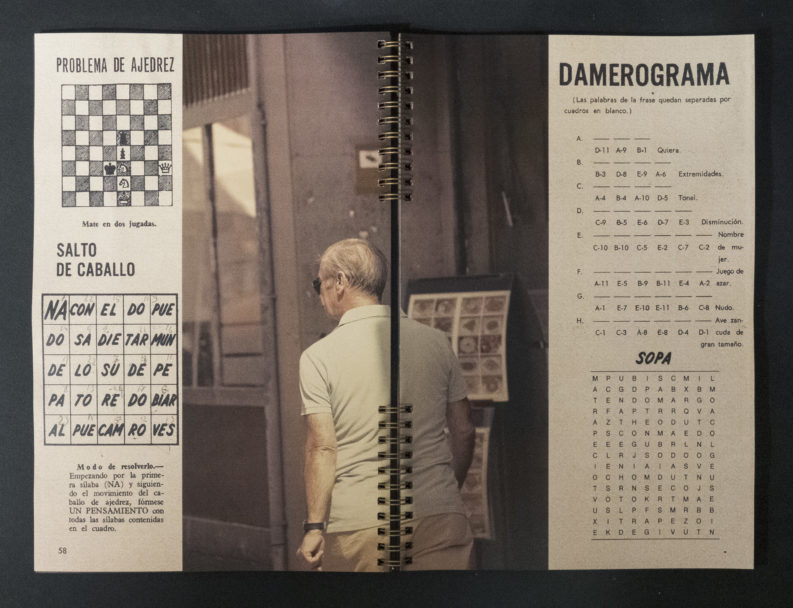 PROBLEMA DE AJEDREZ
Mate en dos jugadas.
SALTO
DE CABALLO
NA CON EL DO PUE
DO SA DIE TAR MUN
DE LO SU DE PE
PA TO RE DO BIAR
AL PUE CAM RO VES
Modo de resolverlo.—
Empezando por la prime-
ra sílaba (NA) y siguien-
do el movimiento del ca-
ballo de ajedrez, fórmese
UN PENSAMIENTO con
todas las sílabas contenidas
en el cuadro.
58
DAMEROGRAMA
(Las palabras de la frase quedan separadas por
cuadros en blanco.)
A.
D-11 A-9 B-1 Quiera.
B.
B-3 D-8 E-9 A-6 Extremidades.
C.
A-4 B-4 A-10 D-5 Tonal.
D.
C-9 B-5 E-6 D-7 E-3 Disminución.
E. Nombre
C-10 B-10 C-5 E-2 C-7 C-2 de mu-
jer.
F. Juego de
A-11 E-5 B-9 B-11 E-4 A-2 azar.
G.
A-1 E-7 E-10 E-11 B-6 C-8 Nudo.
H. Ave zan-
C-1 C-3 A-8 E-8 D-4 D-1 cuda de
gran tamaño.
SOPA
M P U B I S C M I L
A C G D P A B X B M
T E N D O M A R G O
R F A P T R R Q V A
A Z T H E O D U T C
P S C O N M A E D O
E E E G U B R L N L
C L R J S O D C O G
I E N I A I A S V E
O C H O M D U T N U
T S R N S E C O J S
V O T O K R T M A E
U S L P F S M R B B
X I T R A P E Z O I
E K D E G I V U T N